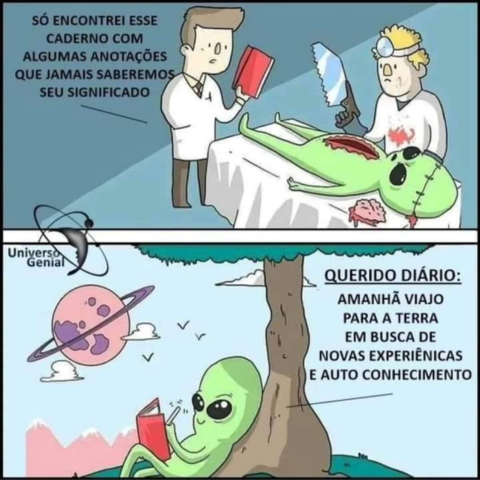 SÓ ENCONTREI ESSE
CADERNO COM
ALGUMAS ANOTAÇÕES
QUE JAMAIS SABEREMOS
SEU SIGNIFICADO
Universo
Genial
QUERIDO DIÁRIO:
AMANHÃ VIAJO
PARA A TERRA
EM BUSCA DE
NOVAS EXPERIÊNICAS
E AUTO CONHECIMENTO